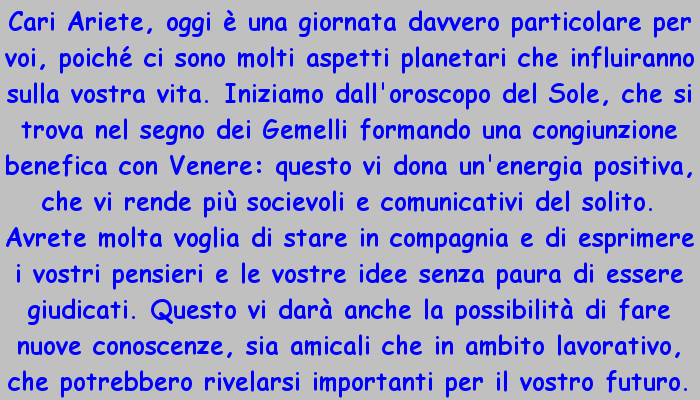 Cari Ariete, oggi è una giornata davvero particolare per
voi, poiché ci sono molti aspetti planetari che influiranno
sulla vostra vita. Iniziamo dall'oroscopo del Sole, che si
trova nel segno dei Gemelli formando una congiunzione
benefica con Venere: questo vi dona un'energia positiva,
che vi rende più socievoli e comunicativi del solito.
Avrete molta voglia di stare in compagnia e di esprimere
i vostri pensieri e le vostre idee senza paura di essere
giudicati. Questo vi darà anche la possibilità di fare
nuove conoscenze, sia amicali che in ambito lavorativo,
che potrebbero rivelarsi importanti per il vostro futuro.